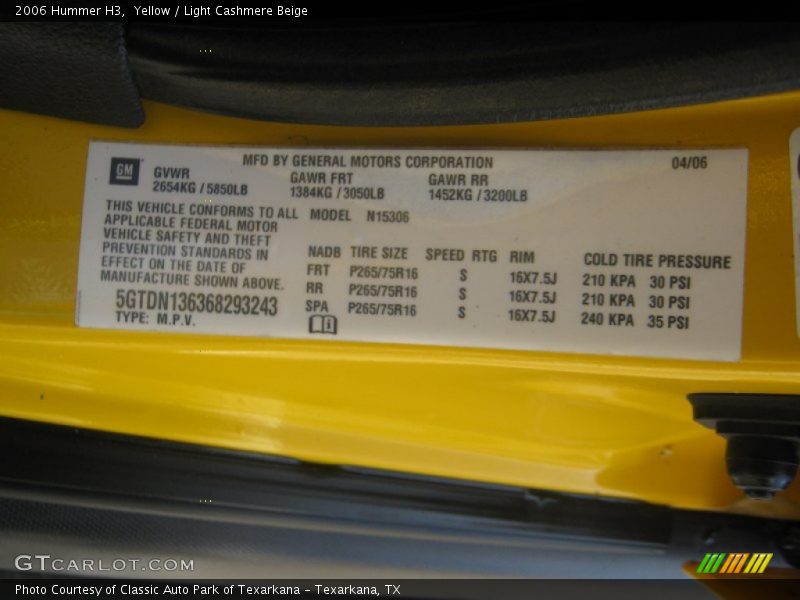 2006 Hummer H3,  Yellow / Light Cashmere Beige
MFD BY GENERAL MOTORS CORPORATION 04/06
GM GVWR GAWR FRT GAWR RR
2654KG / 5850LB 1384KG / 3050LB 1452KG / 3200LB
THIS VEHICLE CONFORMS TO ALL MODEL N15306
APPLICABLE FEDERAL MOTOR
VEHICLE SAFETY AND THEFT
PREVENTION STANDARDS IN
EFFECT ON THE DATE OF
MANUFACTURE SHOWN ABOVE.
5GTDN136368293243
TYPE: M.P.V.
NADB TIRE SIZE SPEED RTG RIM COLD TIRE PRESSURE
FRT P265/75R16 S 16X7.5J 210 KPA 30 PSI
RR P265/75R16 S 16X7.5J 210 KPA 30 PSI
SPA P265/75R16 S 16X7.5J 240 KPA 35 PSI
GTCARLOT.COM
Photo Courtesy of Classic Auto Park of Texarkana - Texarkana, TX